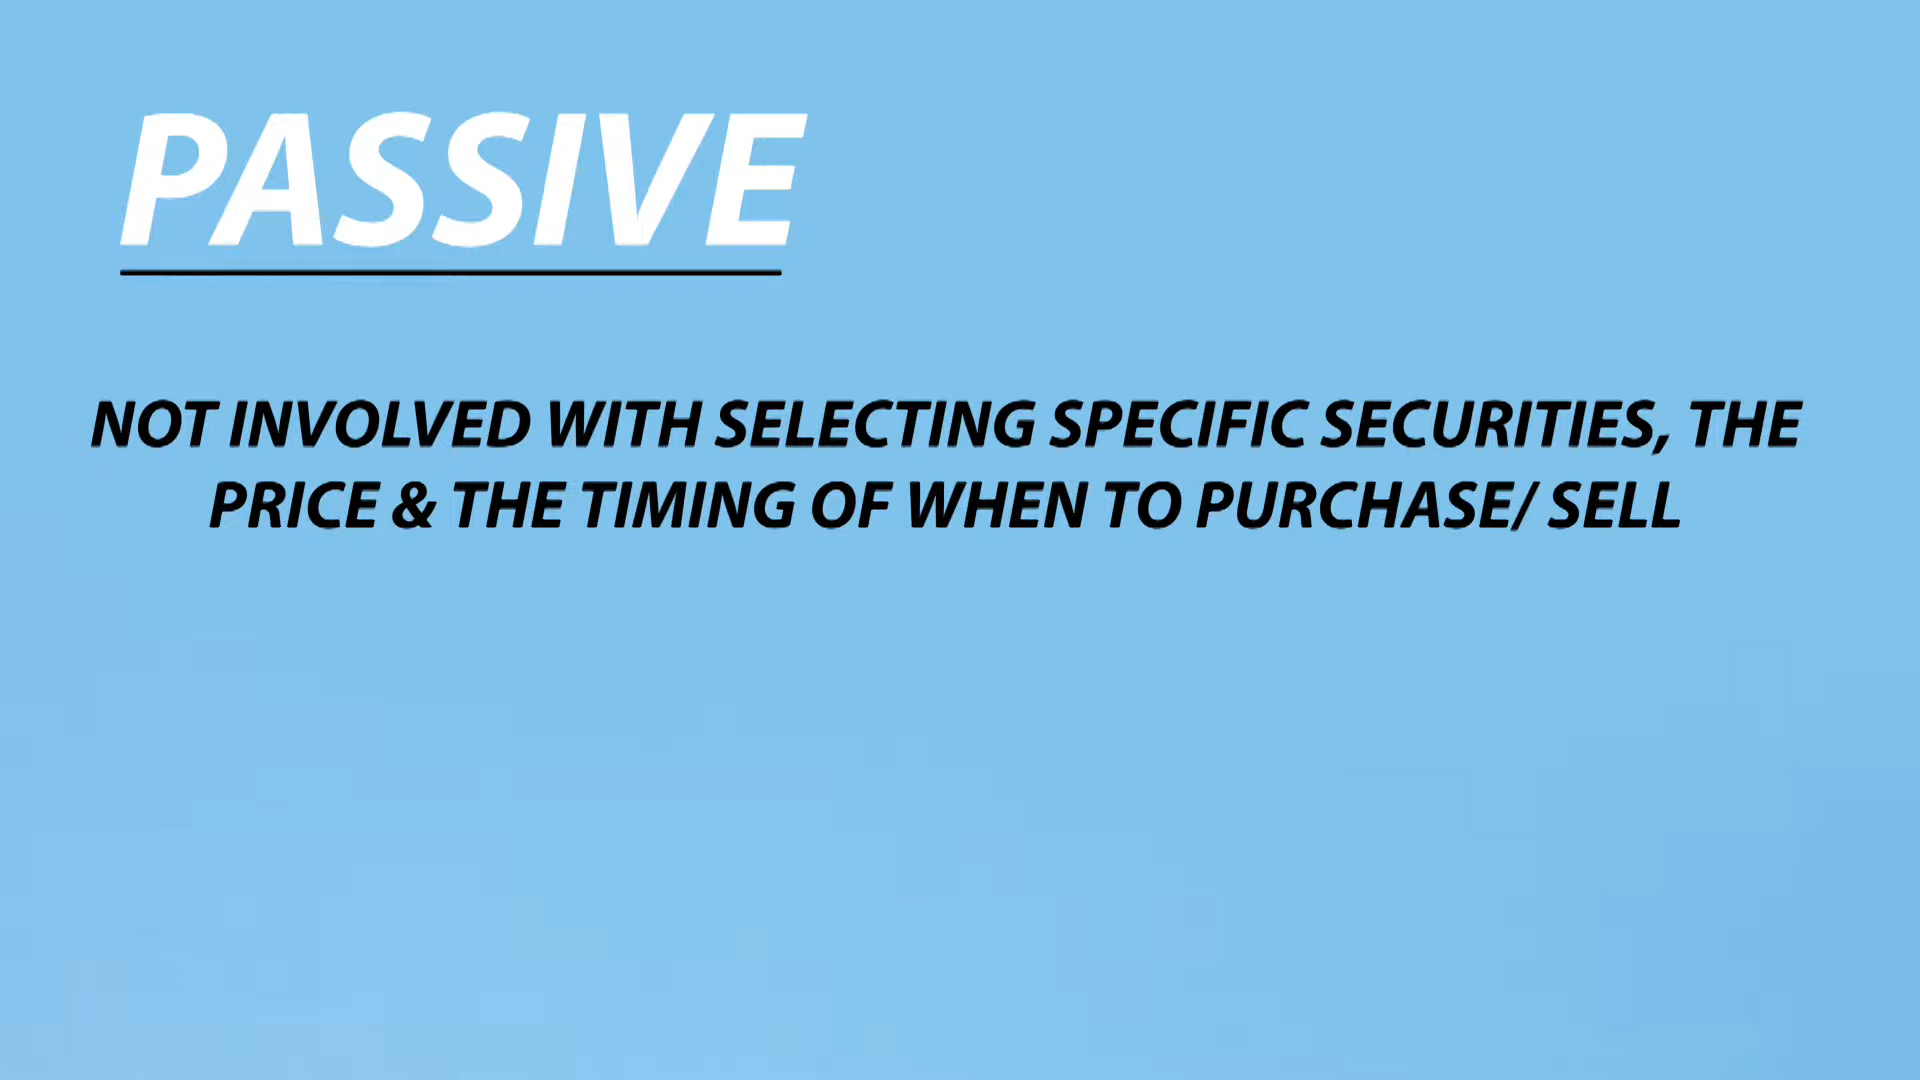 PASSIVE
NOT INVOLVED WITH SELECTING SPECIFIC SECURITIES, THE
PRICE & THE TIMING OF WHEN TO PURCHASE/ SELL